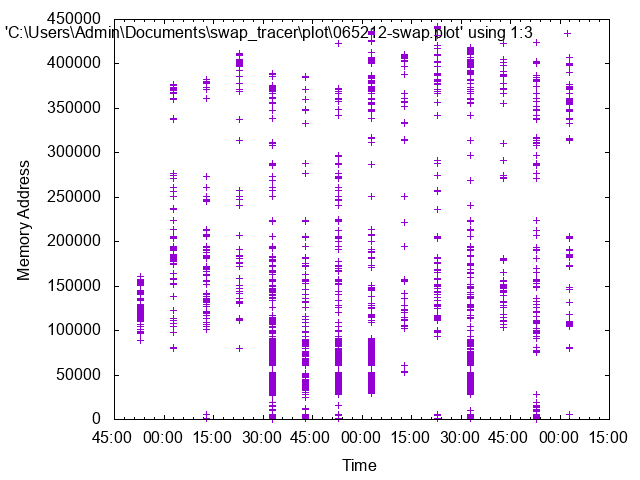 450000
'C:\Users\Admin\Documents\swap_tracer\plot\065212-swap.plot' using 1:3
400000
350000
300000
250000
200000
150000
100000
50000
0
Memory Address
45:00 00:00 15:00 30:00 45:00 00:00 15:00 30:00 45:00 00:00 15:00
Time